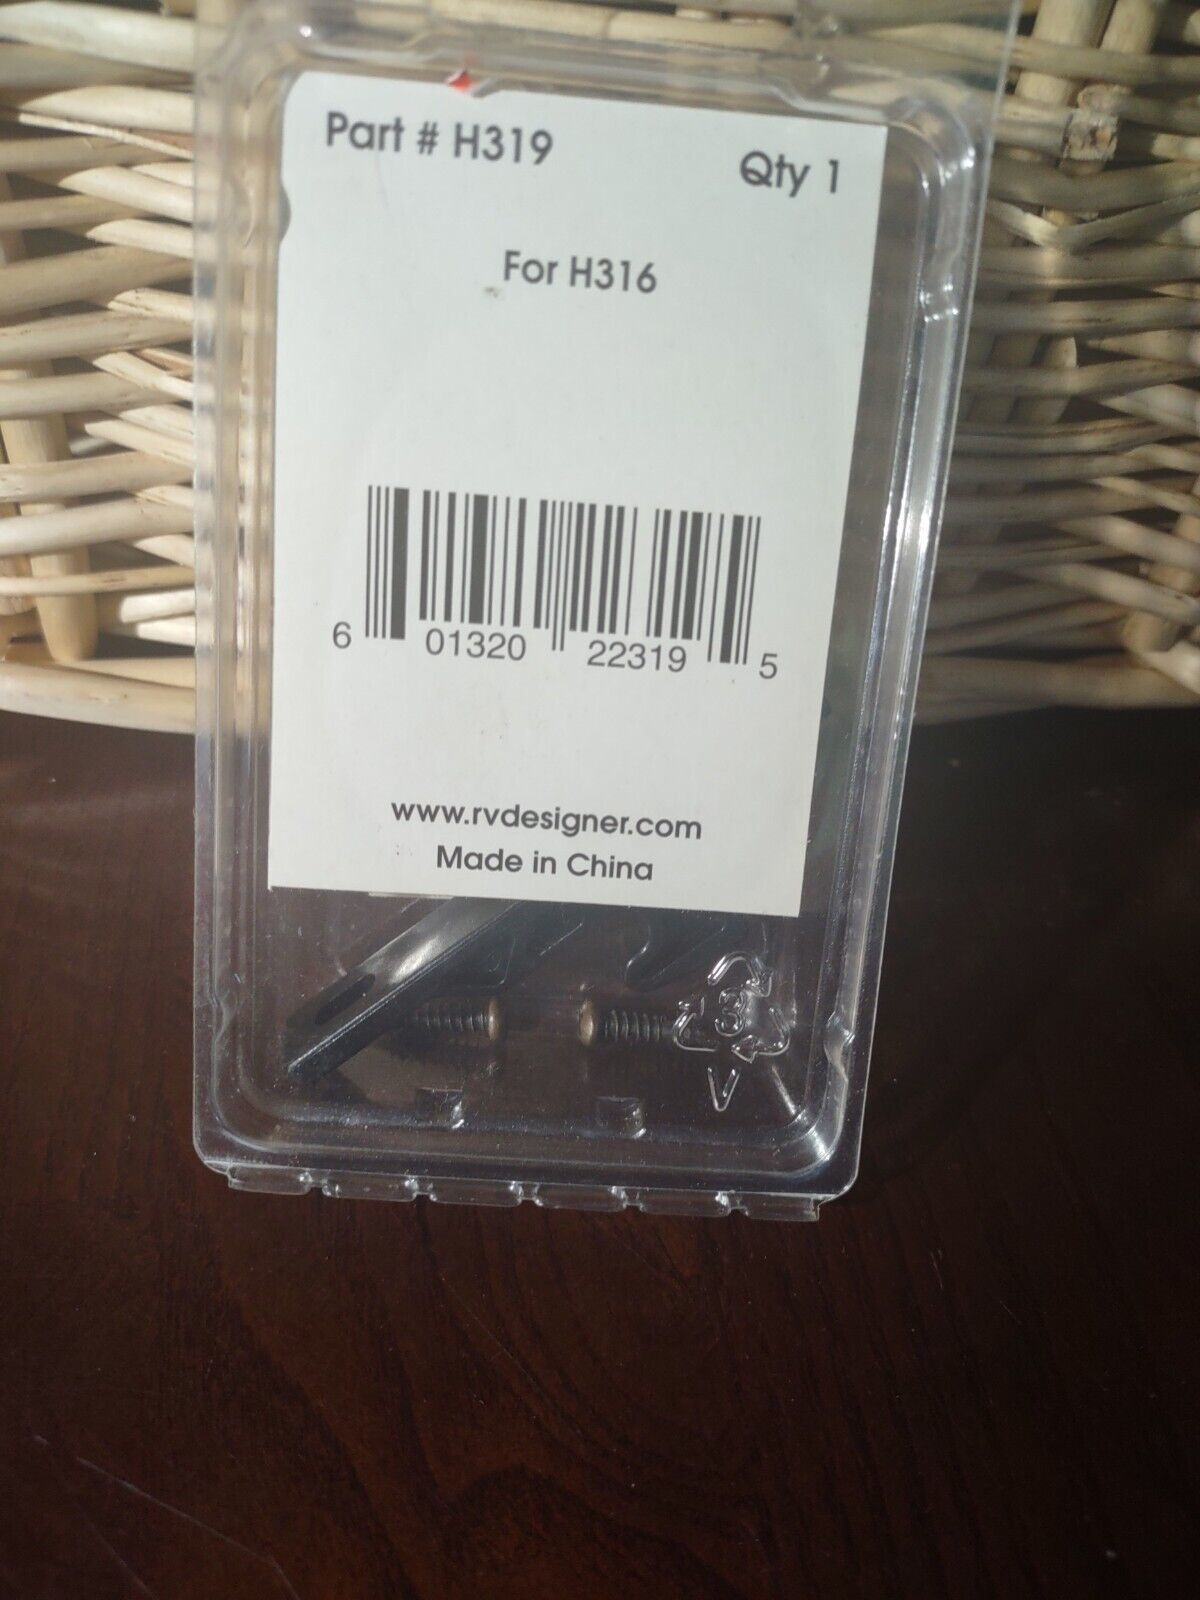 Part # H319 Qty 1
For H316
6 01320 22319 5
www.rvdesigner.com
Made in China
3
V